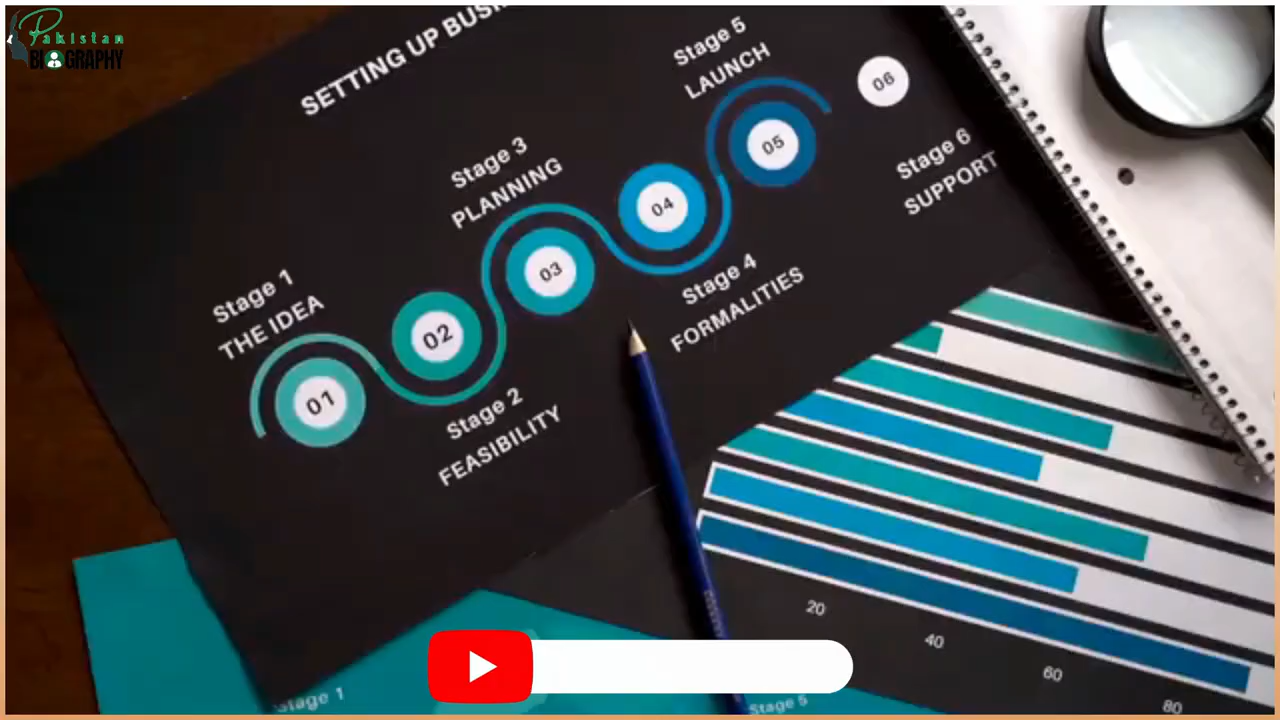 Pakistan
BIOGRAPHY
SETTING UP
Stage 5
LAUNCH
06
05
Stage 6
SUPPORT
Stage 3
PLANNING
04
03
Stage 4
FORMALITIES
Stage 1
THE IDEA
02
01
Stage 2
FEASIBILITY
20
40
60
80
Stage 1
Stage 5